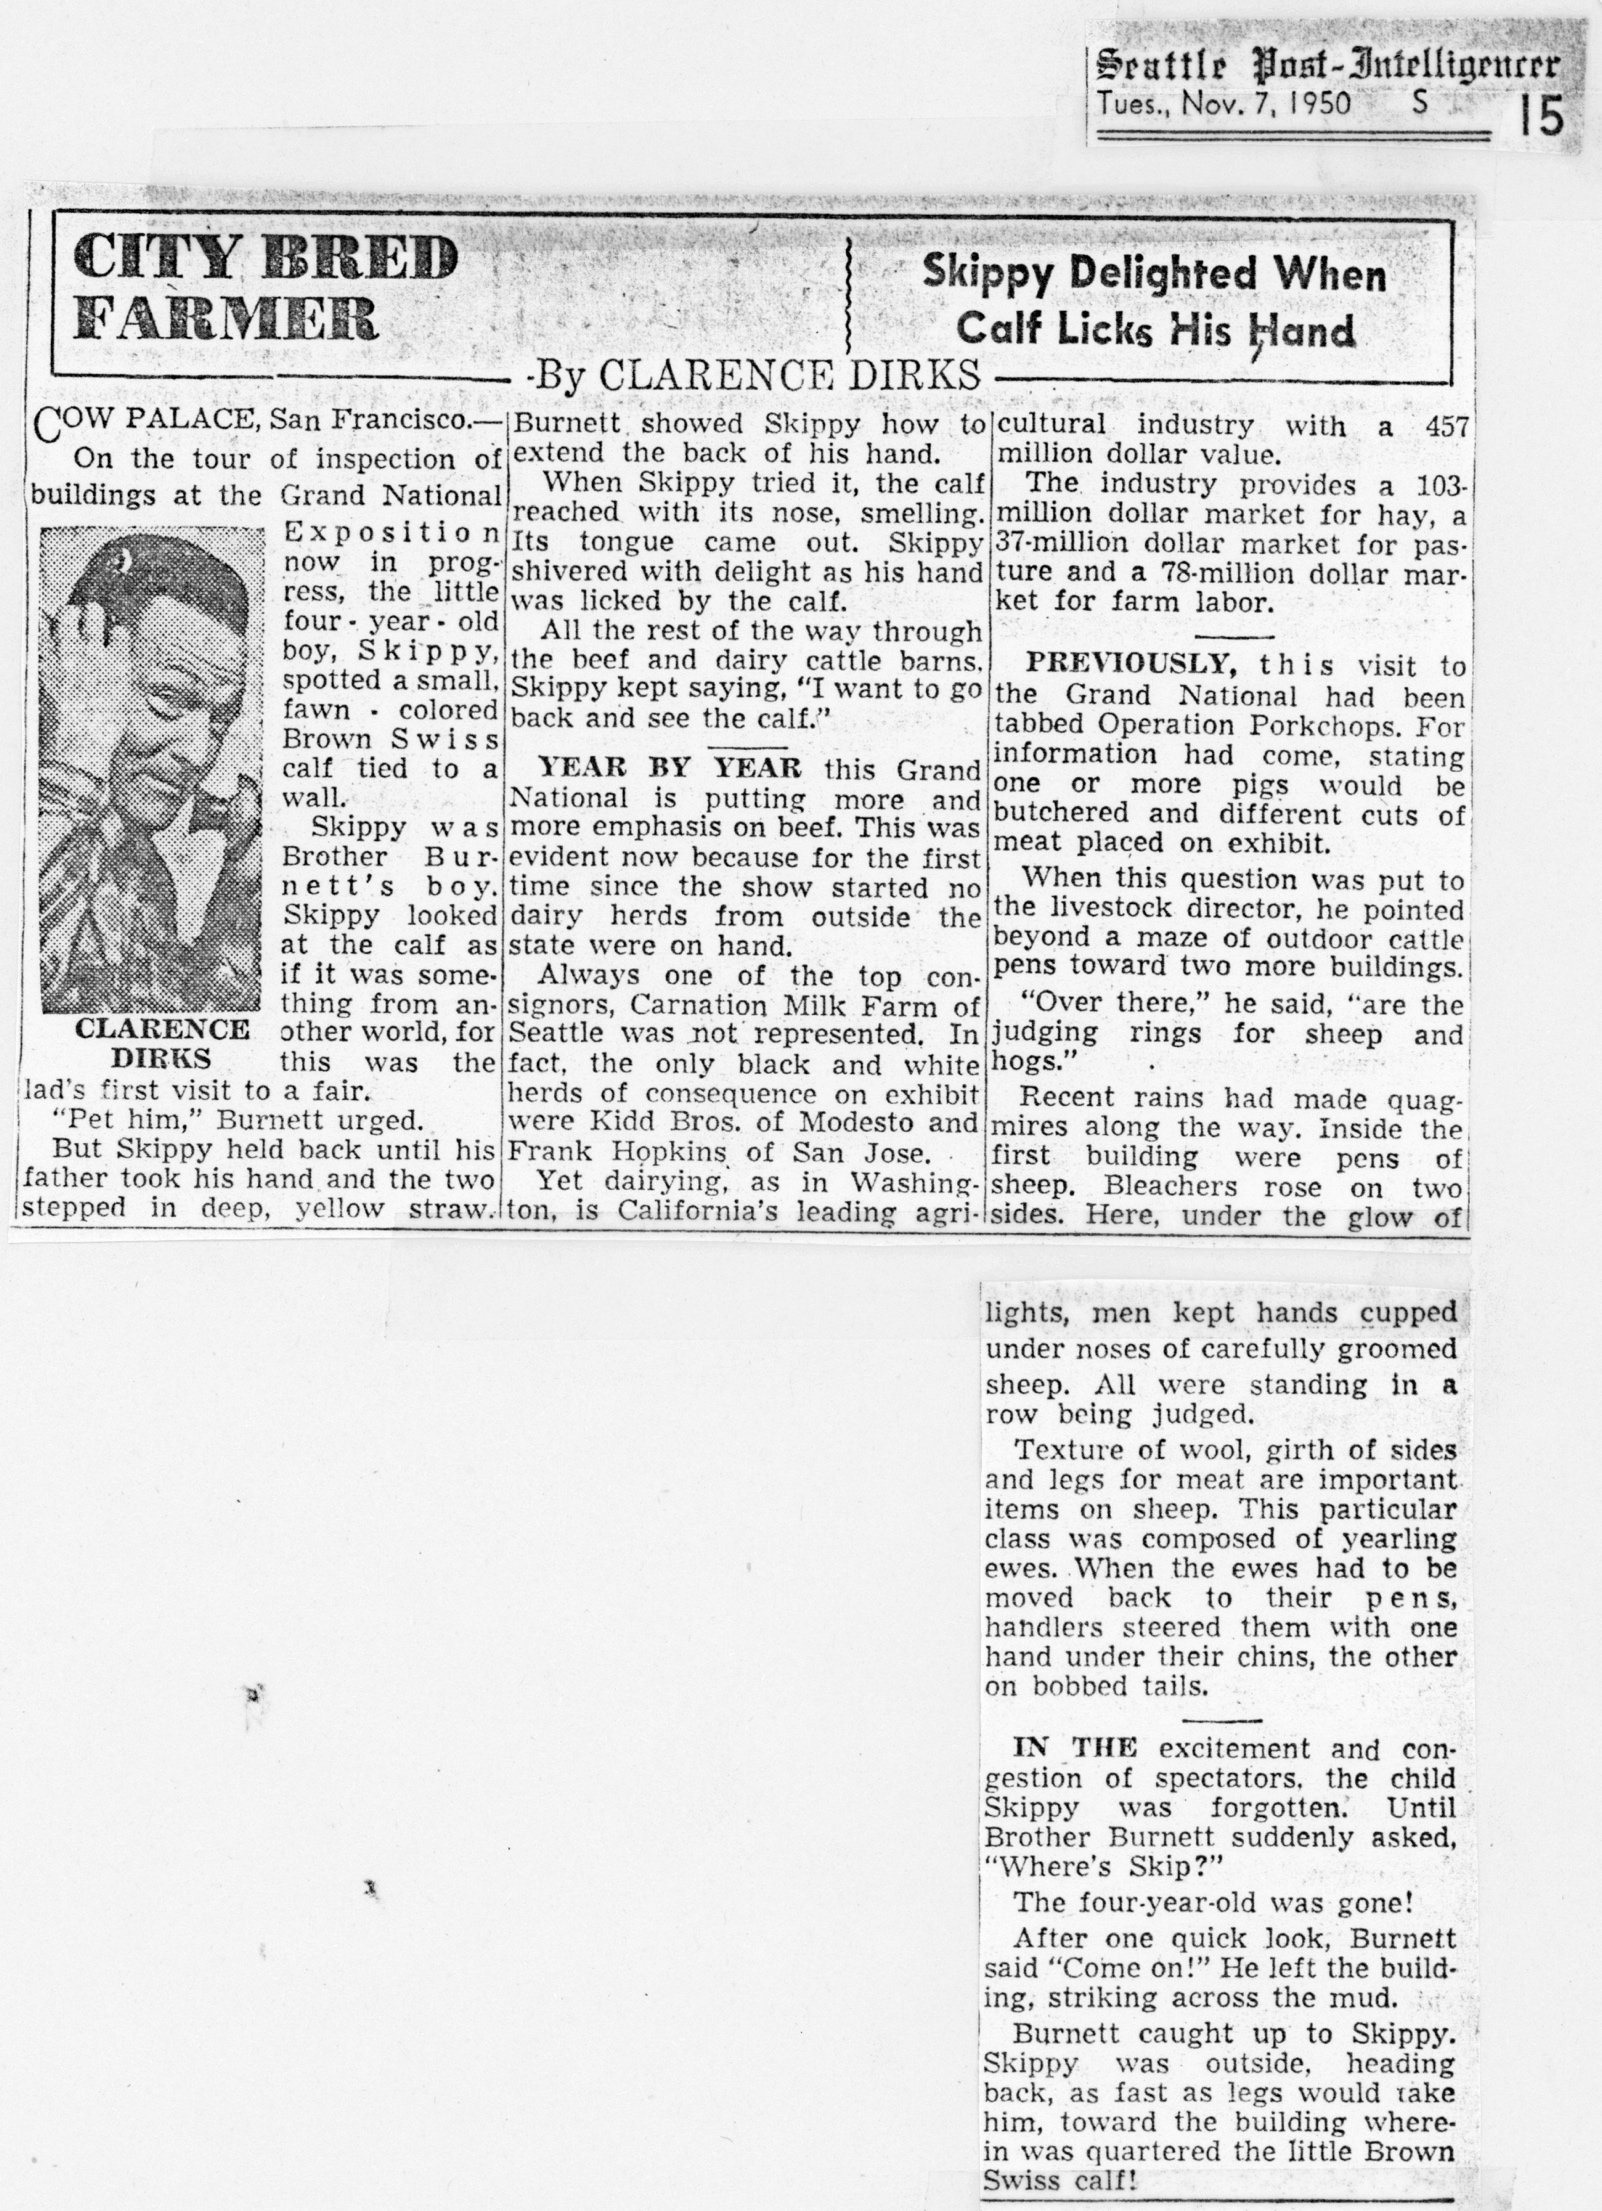 Seattle Post-Intelligencer
Tues., Nov. 7, 1950 S 15
CITY BRED
FARMER
Skippy Delighted When
Calf Licks His Hand
-By CLARENCE DIRKS
COW PALACE, San Francisco.—
On the tour of inspection of
buildings at the Grand National
Exposition
now in prog-
ress, the little
four-year-old
boy, Skippy,
spotted a small,
fawn-colored
Brown Swiss
calf tied to a
wall.
Skippy was
Brother Bur-
nett's boy.
Skippy looked
at the calf as
if it was some-
thing from an-
other world, for
this was the
CLARENCE
DIRKS
lad's first visit to a fair.
"Pet him," Burnett urged.
But Skippy held back until his
father took his hand and the two
stepped in deep, yellow straw.
Burnett showed Skippy how to
extend the back of his hand.
When Skippy tried it, the calf
reached with its nose, smelling.
Its tongue came out. Skippy
shivered with delight as his hand
was licked by the calf.
All the rest of the way through
the beef and dairy cattle barns,
Skippy kept saying, "I want to go
back and see the calf."
YEAR BY YEAR this Grand
National is putting more and
more emphasis on beef. This was
evident now because for the first
time since the show started no
dairy herds from outside the
state were on hand.
Always one of the top con-
signors, Carnation Milk Farm of
Seattle was not represented. In
fact, the only black and white
herds of consequence on exhibit
were Kidd Bros. of Modesto and
Frank Hopkins of San Jose.
Yet dairying, as in Washing-
ton, is California's leading agri-
cultural industry with a 457
million dollar value.
The industry provides a 103-
million dollar market for hay, a
37-million dollar market for pas-
ture and a 78-million dollar mar-
ket for farm labor.
PREVIOUSLY, this visit to
the Grand National had been
tabbed Operation Porkchops. For
information had come, stating
one or more pigs would be
butchered and different cuts of
meat placed on exhibit.
When this question was put to
the livestock director, he pointed
beyond a maze of outdoor cattle
pens toward two more buildings.
"Over there," he said, "are the
judging rings for sheep and
hogs."
Recent rains had made quag-
mires along the way. Inside the
first building were pens of
sheep. Bleachers rose on two
sides. Here, under the glow of
lights, men kept hands cupped
under noses of carefully groomed
sheep. All were standing in a
row being judged.
Texture of wool, girth of sides
and legs for meat are important
items on sheep. This particular
class was composed of yearling
ewes. When the ewes had to be
moved back to their pens,
handlers steered them with one
hand under their chins, the other
on bobbed tails.
IN THE excitement and con-
gestion of spectators, the child
Skippy was forgotten. Until
Brother Burnett suddenly asked,
"Where's Skip?"
The four-year-old was gone!
After one quick look, Burnett
said "Come on!" He left the build-
ing, striking across the mud.
Burnett caught up to Skippy.
Skippy was outside, heading
back, as fast as legs would take
him, toward the building where-
in was quartered the little Brown
Swiss calf!